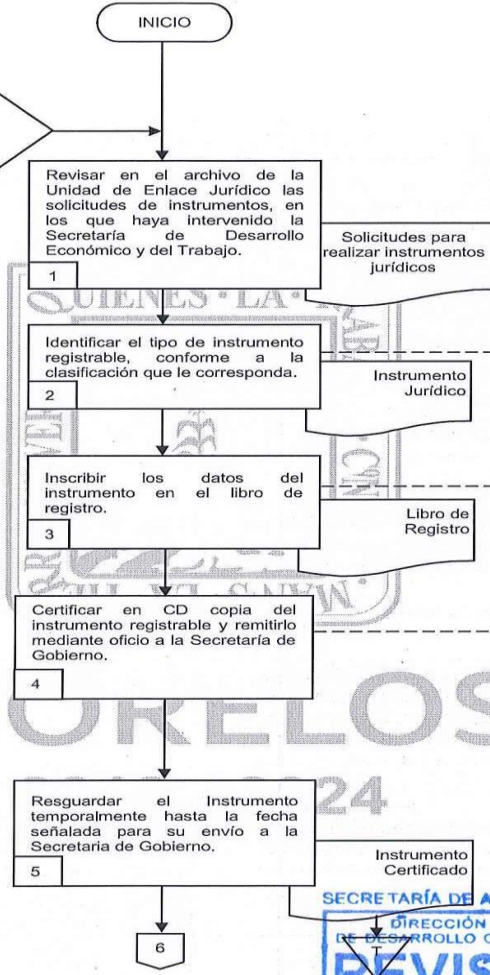 INICIO
Revisar en el archivo de la
Unidad de Enlace Jurídico las
solicitudes de instrumentos, en
los que haya intervenido la
Secretaría de Desarrollo
Económico y del Trabajo.
1
Solicitudes para
realizar instrumentos
jurídicos
QUIENES LA
Identificar el tipo de instrumento
registrable, conforme a la
clasificación que le corresponda.
2
Instrumento
Jurídico
Inscribir los datos del
instrumento en el libro de
registro.
3
Libro de
Registro
Certificar en CD copia del
instrumento registrable y remitirlo
mediante oficio a la Secretaría de
Gobierno.
4
ORELOS
24
Resguardar el Instrumento
temporalmente hasta la fecha
señalada para su envío a la
Secretaria de Gobierno.
5
Instrumento
Certificado
6
T
SECRETARÍA DE A
DIRECCIÓN
DE DESARROLLO O
REVIS